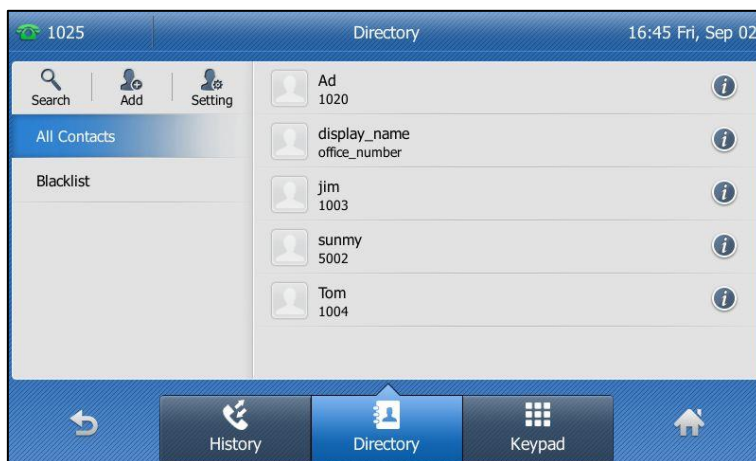 1025 Directory 16:45 Fri, Sep 02
Search Add Setting
All Contacts
Blacklist
Ad
1020
display_name
office_number
jim
1003
sunmy
5002
Tom
1004
History Directory Keypad